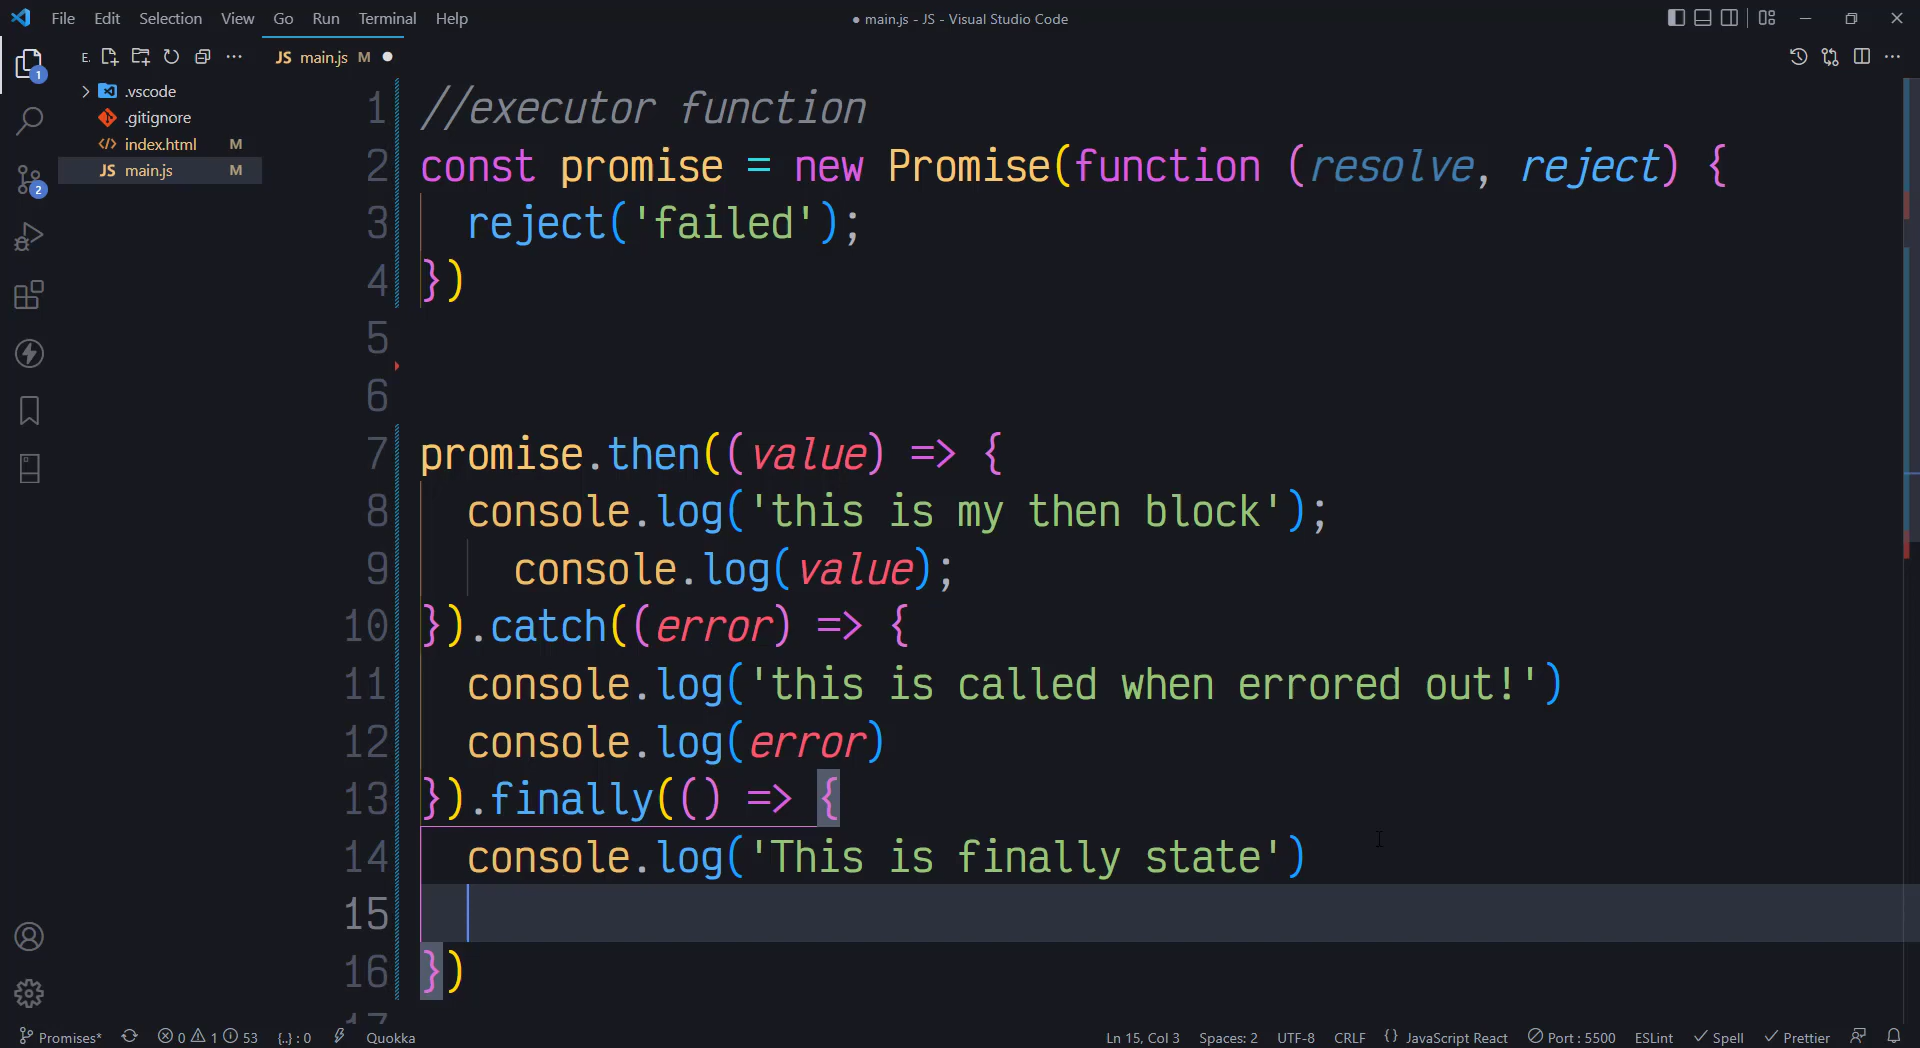 File Edit Selection View Go Run Terminal Help
● main.js - JS - Visual Studio Code
E.
JS main.js M
.vscode
.gitignore
index.html M
JS main.js M
1
2
1 //executor function
2 const promise = new Promise(function (resolve, reject) {
3 reject('failed');
4 })
5
6
7 promise.then((value) => {
8 console.log('this is my then block');
9 console.log(value);
10 }).catch((error) => {
11 console.log('this is called when errored out!')
12 console.log(error)
13 }).finally(() => {
14 console.log('This is finally state')
15
16 })
17
Promises* 0 1 53 {..} : 0 Quokka Ln 15, Col 3 Spaces: 2 UTF-8 CRLF {} JavaScript React Port : 5500 ESLint Spell Prettier